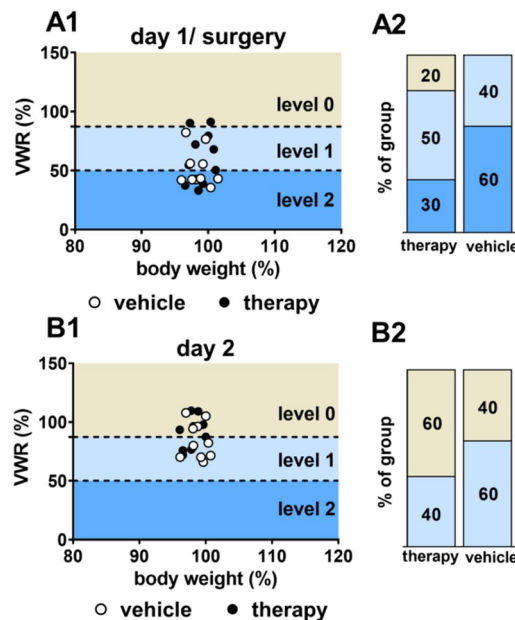 A1
day 1/ surgery
VWR (%)
150
100
50
0
level 0
level 1
level 2
80 90 100 110 120
body weight (%)
vehicle therapy
A2
% of group
20
50
30
40
60
therapy vehicle
B1
day 2
VWR (%)
150
100
50
0
level 0
level 1
level 2
80 90 100 110 120
body weight (%)
vehicle therapy
B2
% of group
60
40
40
60
therapy vehicle